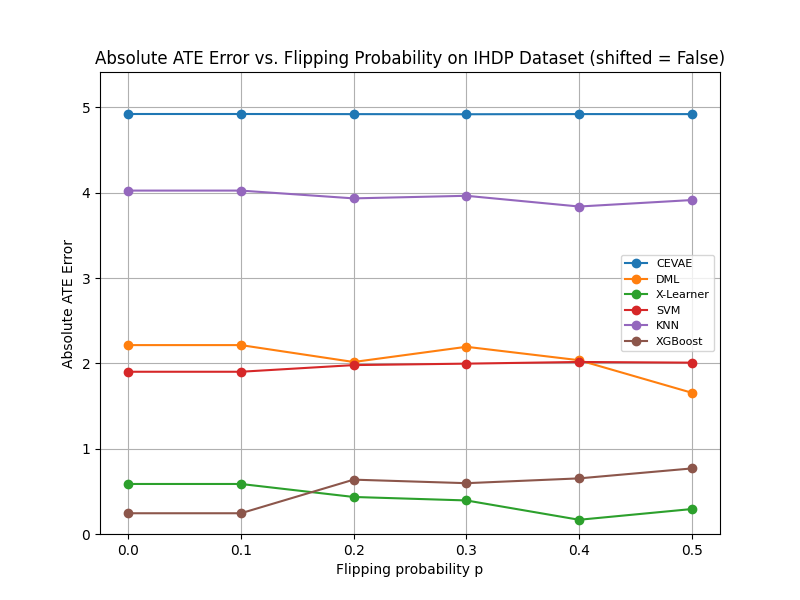 Absolute ATE Error vs. Flipping Probability on IHDP Dataset (shifted = False)
Absolute ATE Error
5
4
3
2
1
0
CEVAE
DML
X-Learner
SVM
KNN
XGBoost
0.0 0.1 0.2 0.3 0.4 0.5
Flipping probability p